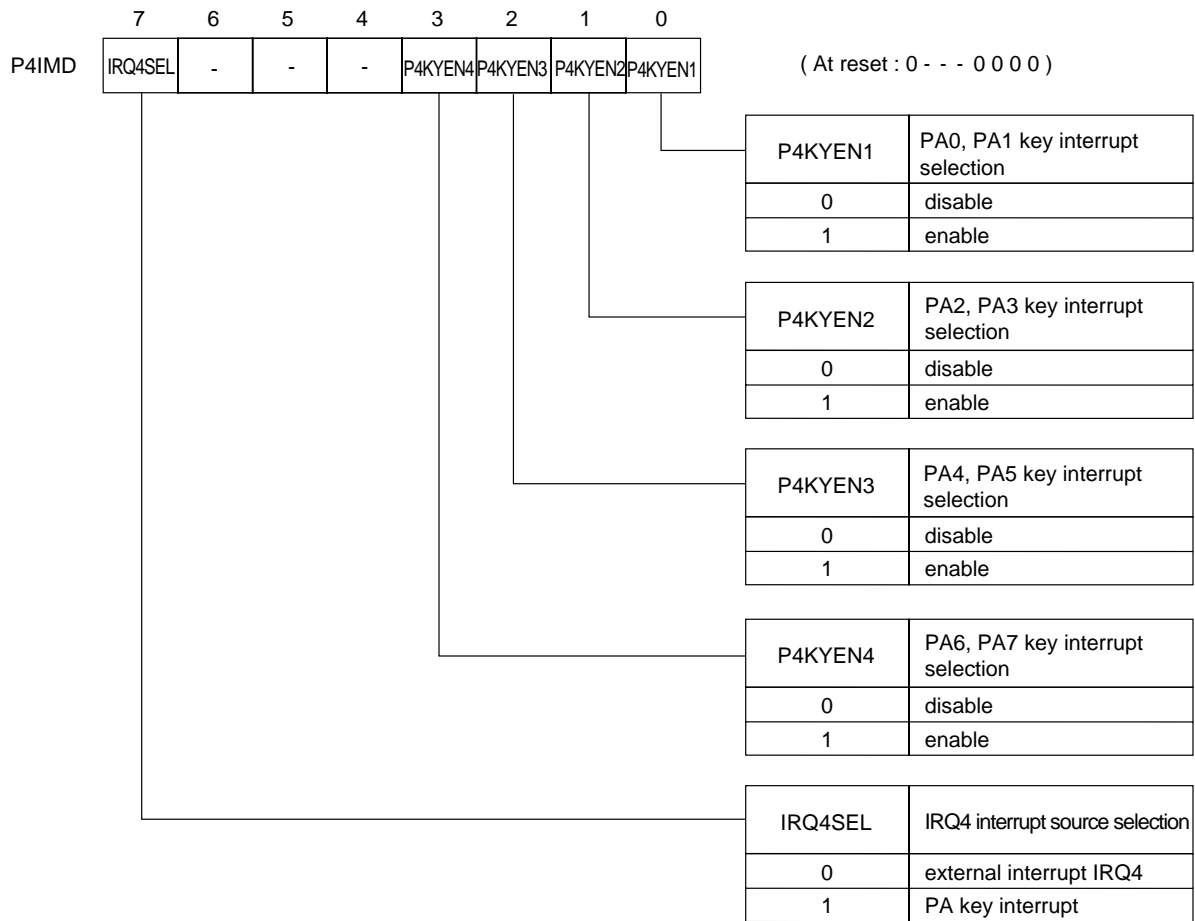 7 6 5 4 3 2 1 0
P4IMD IRQ4SEL - - - P4KYEN4 P4KYEN3 P4KYEN2 P4KYEN1 ( At reset : 0 - - - 0 0 0 0 )
P4KYEN1 PA0, PA1 key interrupt
selection
0 disable
1 enable
P4KYEN2 PA2, PA3 key interrupt
selection
0 disable
1 enable
P4KYEN3 PA4, PA5 key interrupt
selection
0 disable
1 enable
P4KYEN4 PA6, PA7 key interrupt
selection
0 disable
1 enable
IRQ4SEL IRQ4 interrupt source selection
0 external interrupt IRQ4
1 PA key interrupt